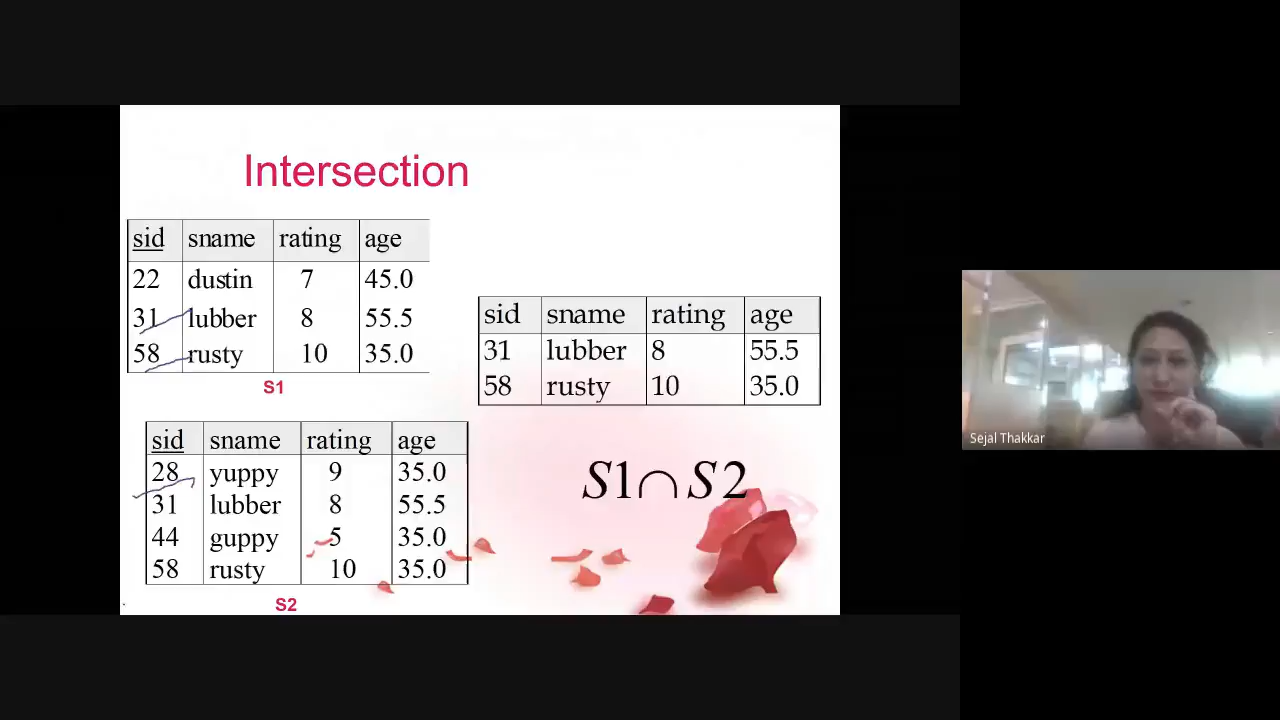 Intersection
sid sname rating age
22 dustin 7 45.0
31 lubber 8 55.5
58 rusty 10 35.0
S1
sid sname rating age
28 yuppy 9 35.0
31 lubber 8 55.5
44 guppy 5 35.0
58 rusty 10 35.0
S2
sid sname rating age
31 lubber 8 55.5
58 rusty 10 35.0
S1∩S2
Sejal Thakkar